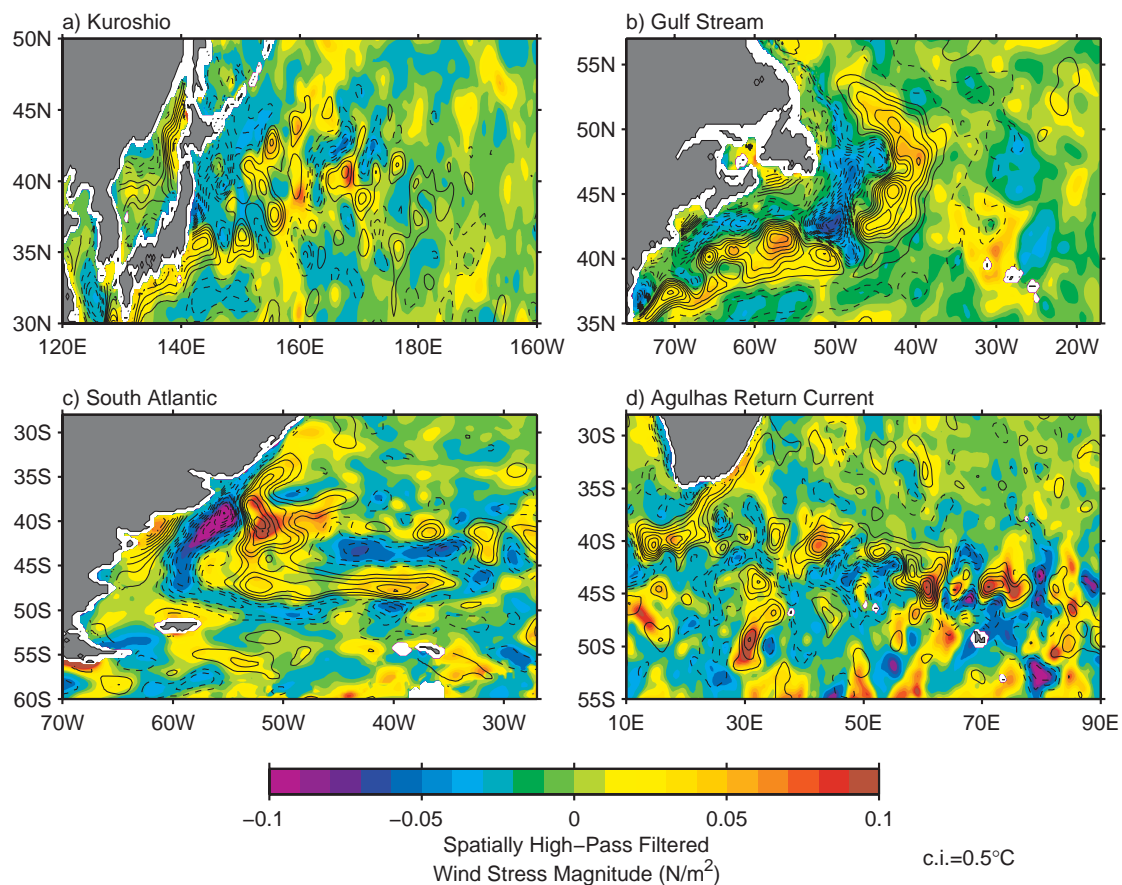 a) Kuroshio
b) Gulf Stream
50N
45N
40N
35N
30N
120E 140E 160E 180E 160W
55N
50N
45N
40N
35N
70W 60W 50W 40W 30W 20W
c) South Atlantic
d) Agulhas Return Current
30S
35S
40S
45S
50S
55S
60S
70W 60W 50W 40W 30W
30S
35S
40S
45S
50S
55S
10E 30E 50E 70E 90E
−0.1 −0.05 0 0.05 0.1
Spatially High−Pass Filtered
Wind Stress Magnitude (N/m²)
c.i.=0.5°C